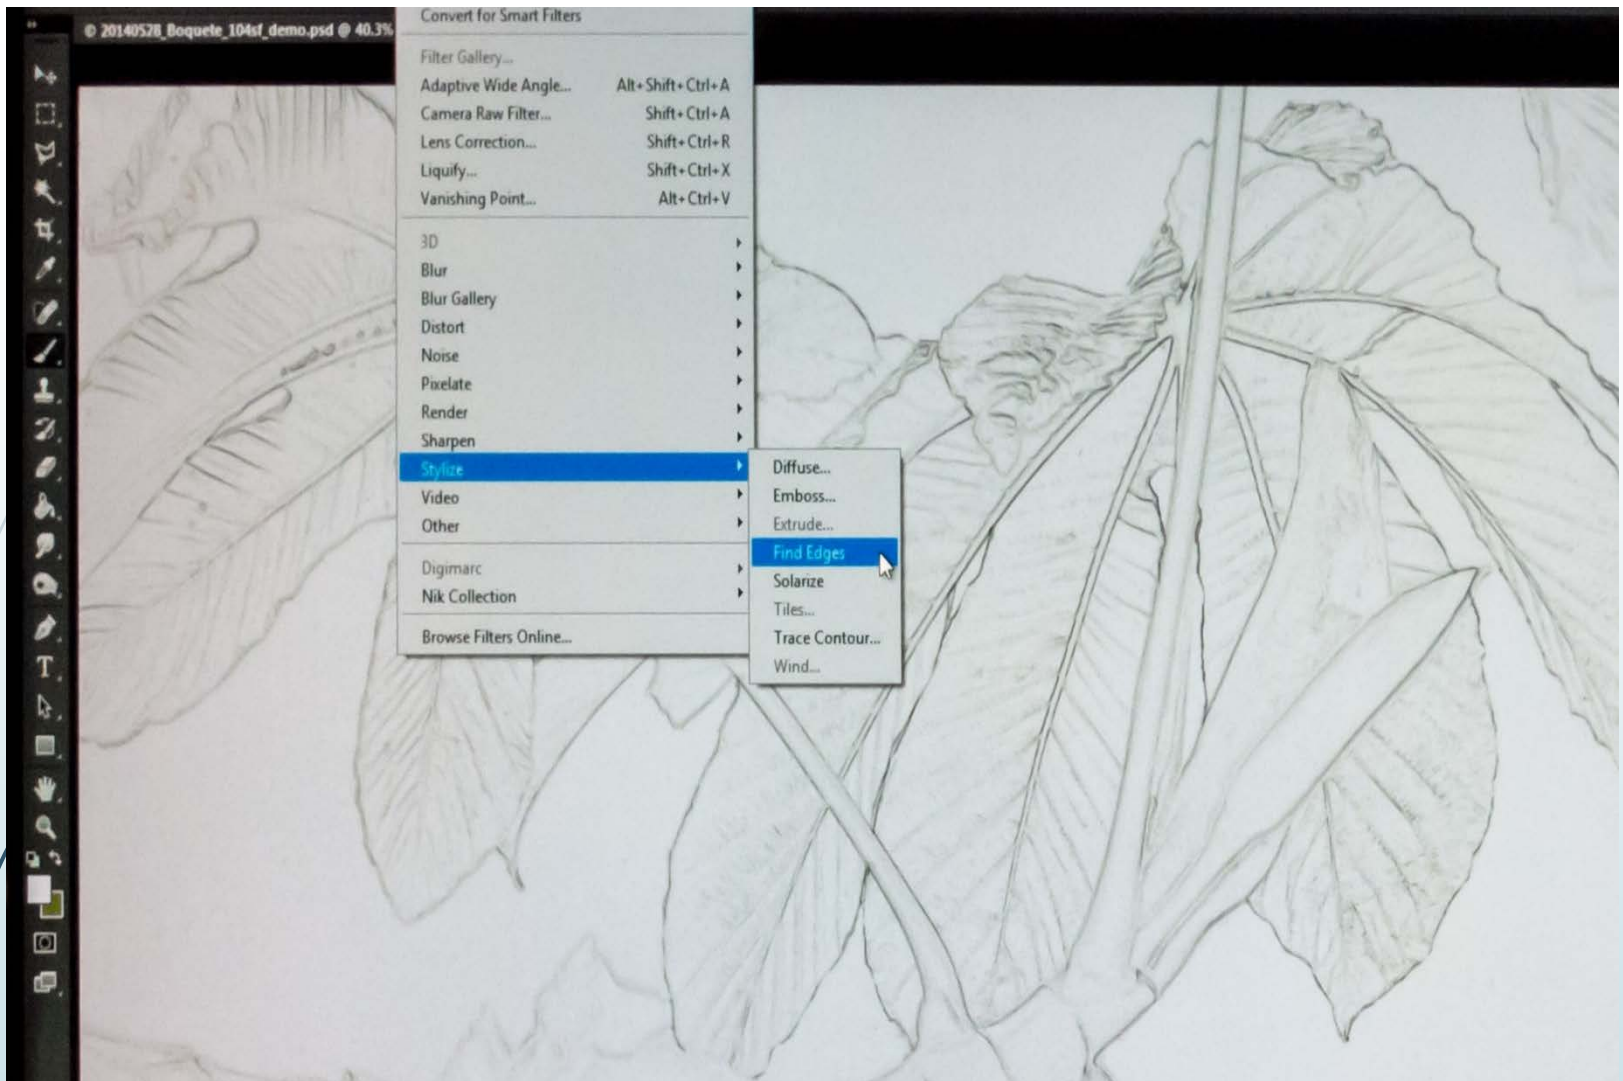 © 20140528_Boquete_104sf_demo.psd @ 40.3%
Convert for Smart Filters
Filter Gallery...
Adaptive Wide Angle... Alt+Shift+Ctrl+A
Camera Raw Filter... Shift+Ctrl+A
Lens Correction... Shift+Ctrl+R
Liquify... Shift+Ctrl+X
Vanishing Point... Alt+Ctrl+V
3D
Blur
Blur Gallery
Distort
Noise
Pixelate
Render
Sharpen
Stylize
Video
Other
Digimarc
Nik Collection
Browse Filters Online...
Diffuse...
Emboss...
Extrude...
Find Edges
Solarize
Tiles...
Trace Contour...
Wind...